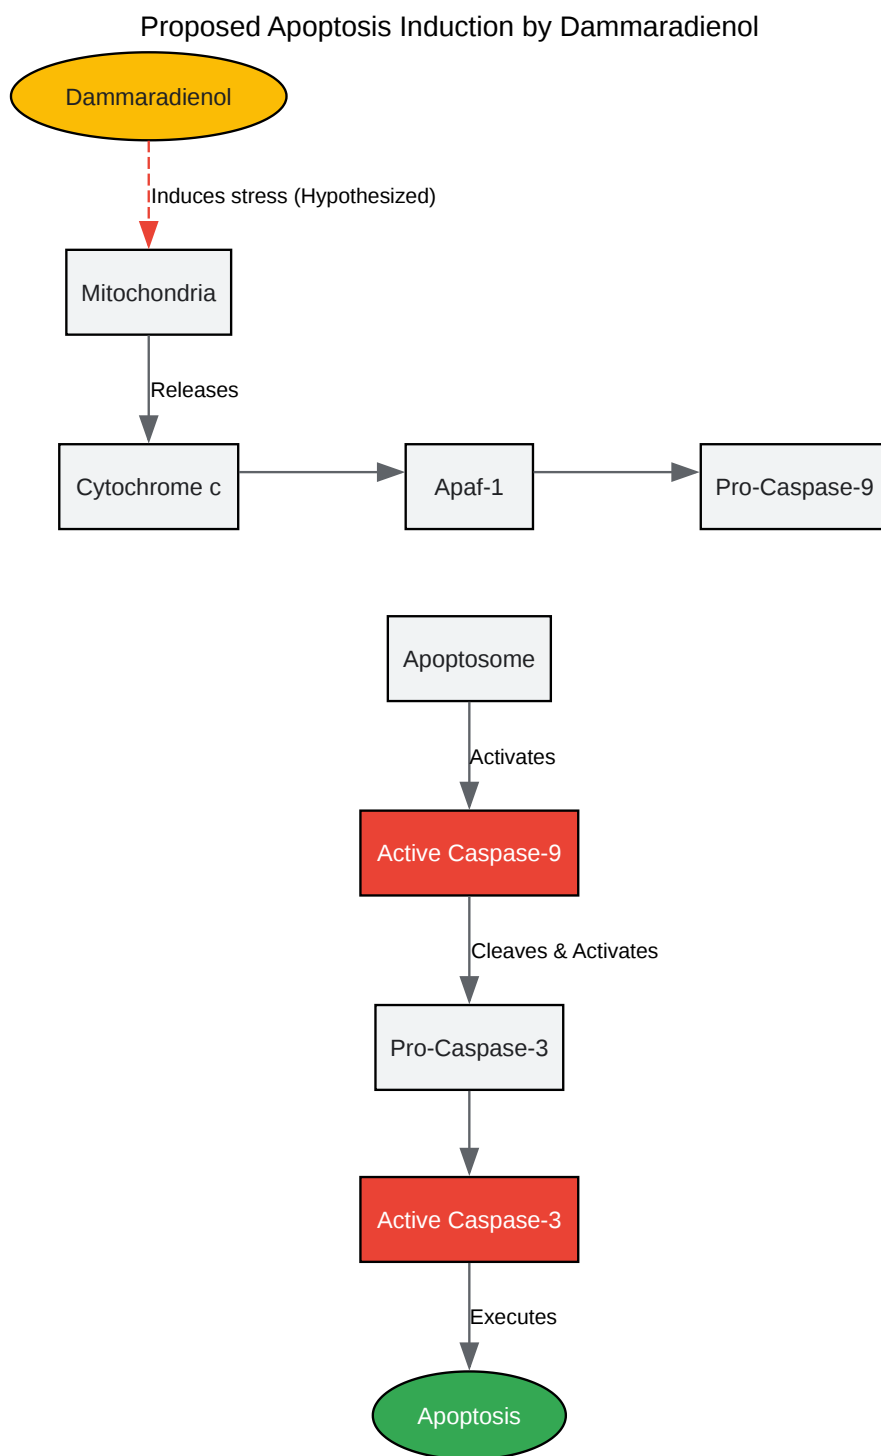 Proposed Apoptosis Induction by Dammaradienol
Dammaradienol
Induces stress (Hypothesized)
Mitochondria
Releases
Cytochrome c
Apaf-1
Pro-Caspase-9
Apoptosome
Activates
Active Caspase-9
Cleaves & Activates
Pro-Caspase-3
Active Caspase-3
Executes
Apoptosis